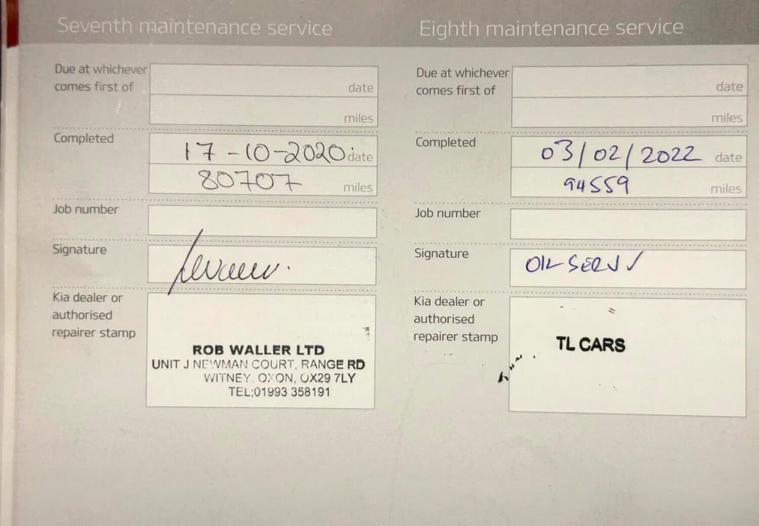 Seventh maintenance service
Due at whichever
comes first of
date
miles
Completed
17-10-2020 date
80707 miles
Job number
Signature
Kia dealer or
authorised
repairer stamp
ROB WALLER LTD
UNIT J NEWMAN COURT, RANGE RD
WITNEY, OXON, OX29 7LY
TEL;01993 358191
Eighth maintenance service
Due at whichever
comes first of
date
miles
Completed
03/02/2022 date
94559 miles
Job number
Signature
OIL SERV ✓
Kia dealer or
authorised
repairer stamp
TL CARS